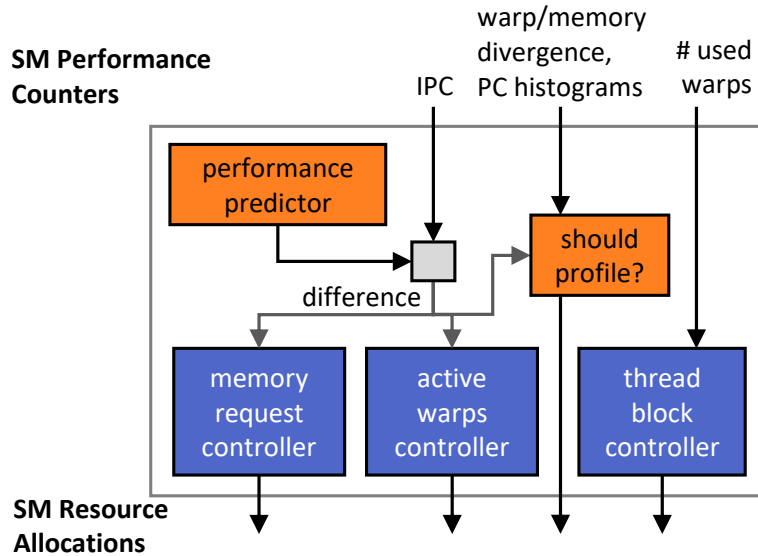 SM Performance
Counters
IPC
warp/memory
divergence,
PC histograms
# used
warps
performance
predictor
should
profile?
difference
memory
request
controller
active
warps
controller
thread
block
controller
SM Resource
Allocations